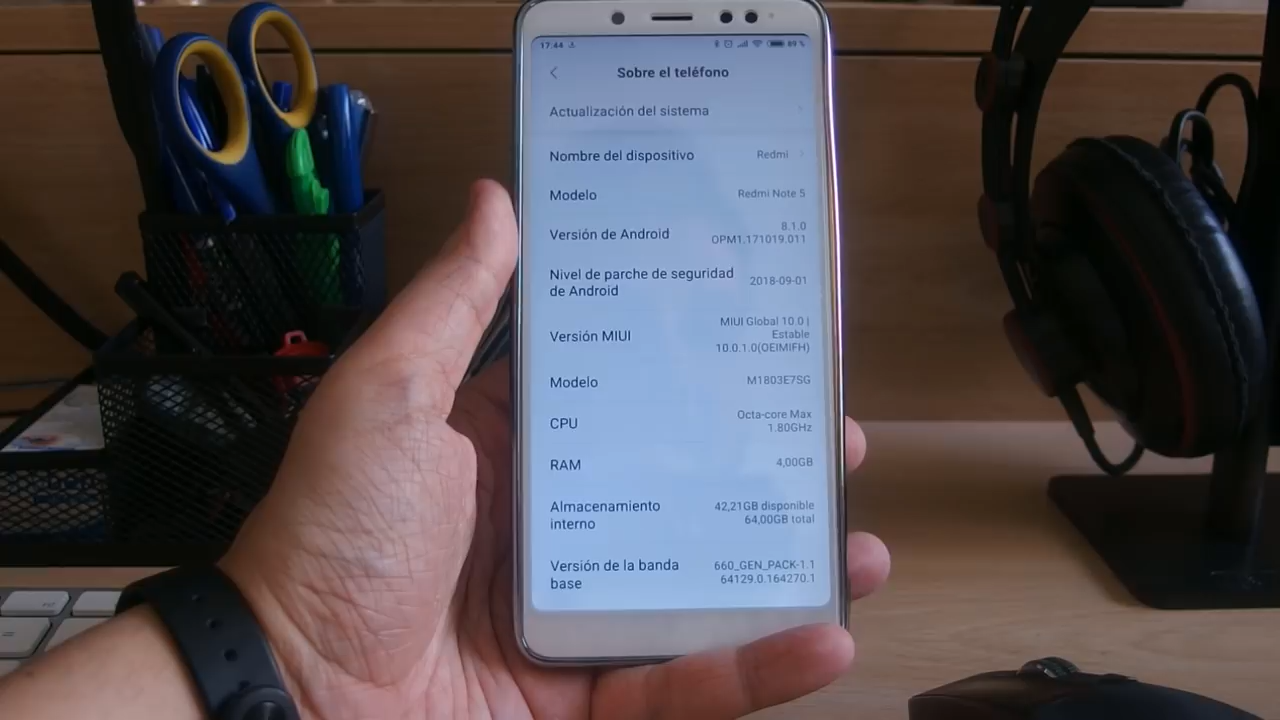 17:44
89 %
Sobre el teléfono
Actualización del sistema
Nombre del dispositivo
Redmi
Modelo
Redmi Note 5
Versión de Android
8.1.0
OPM1.171019.011
Nivel de parche de seguridad
de Android
2018-09-01
Versión MIUI
MIUI Global 10.0 |
Estable
10.0.1.0(OEIMIFH)
Modelo
M1803E7SG
CPU
Octa-core Max
1.80GHz
RAM
4,00GB
Almacenamiento
interno
42,21GB disponible
64,00GB total
Versión de la banda
base
660_GEN_PACK-1.1
64129.0.164270.1